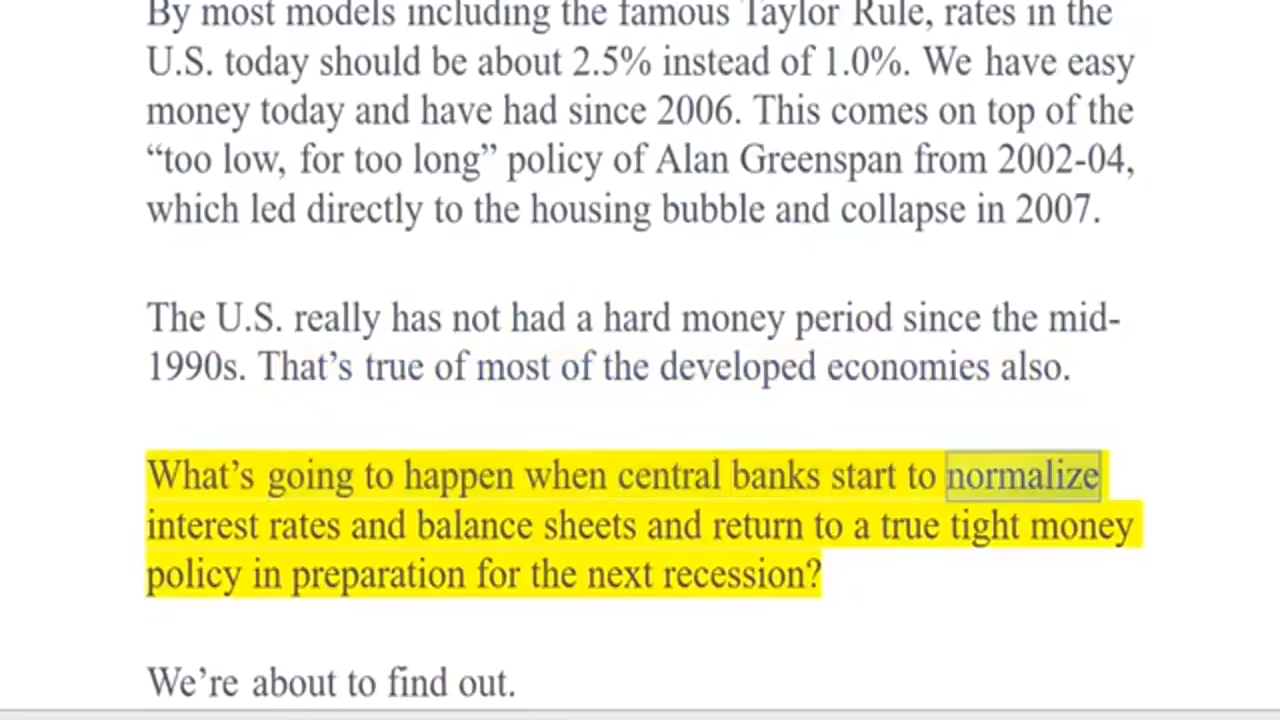 By most models including the famous Taylor Rule, rates in the
U.S. today should be about 2.5% instead of 1.0%. We have easy
money today and have had since 2006. This comes on top of the
“too low, for too long” policy of Alan Greenspan from 2002-04,
which led directly to the housing bubble and collapse in 2007.
The U.S. really has not had a hard money period since the mid-
1990s. That’s true of most of the developed economies also.
What’s going to happen when central banks start to normalize
interest rates and balance sheets and return to a true tight money
policy in preparation for the next recession?
We’re about to find out.